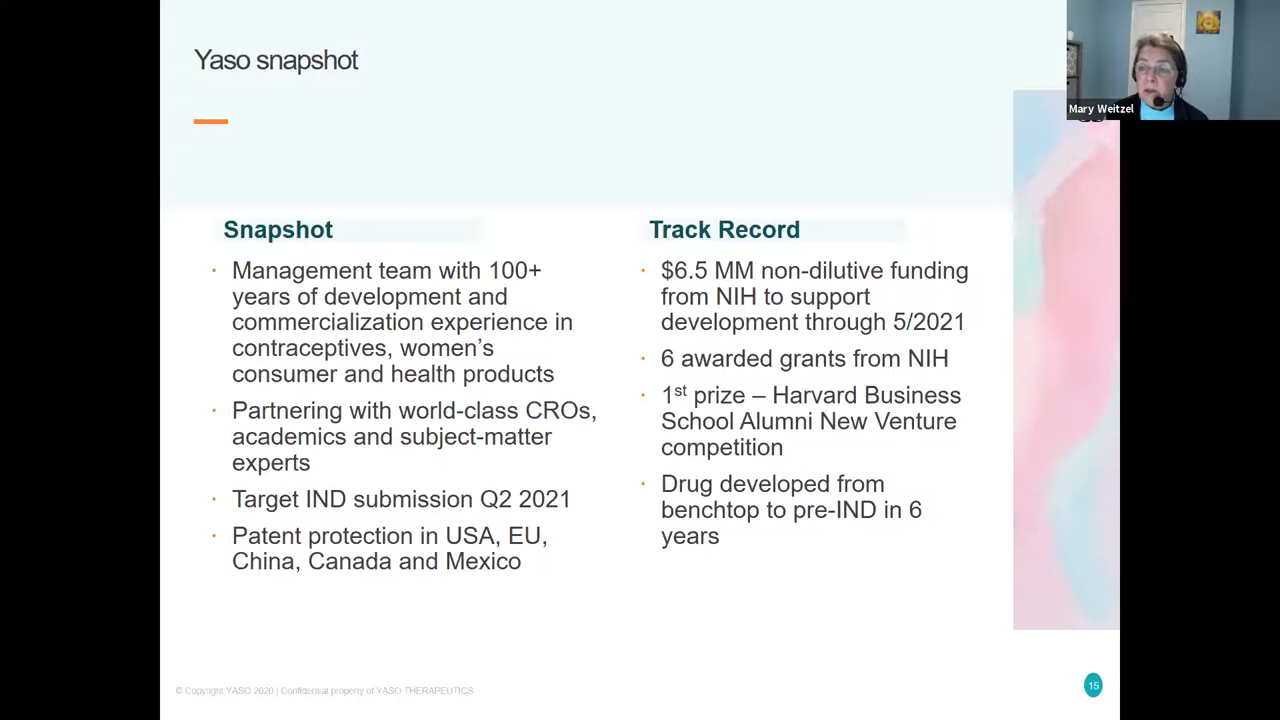 Yaso snapshot
Mary Weitzel
Snapshot
· Management team with 100+
years of development and
commercialization experience in
contraceptives, women’s
consumer and health products
· Partnering with world-class CROs,
academics and subject-matter
experts
· Target IND submission Q2 2021
· Patent protection in USA, EU,
China, Canada and Mexico
Track Record
· $6.5 MM non-dilutive funding
from NIH to support
development through 5/2021
· 6 awarded grants from NIH
· 1st prize – Harvard Business
School Alumni New Venture
competition
· Drug developed from
benchtop to pre-IND in 6
years
© Copyright YASO 2020 | Confidential property of YASO THERAPEUTICS
15